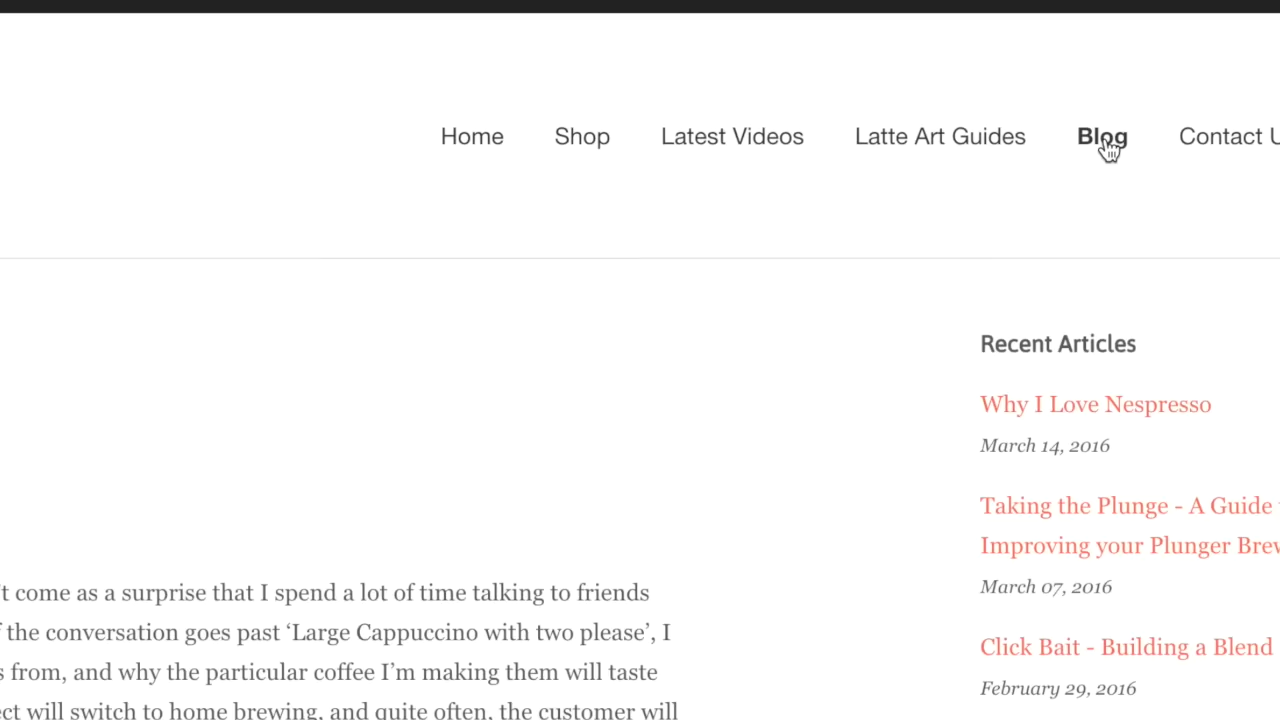 Home Shop Latest Videos Latte Art Guides Blog Contact
Recent Articles
Why I Love Nespresso
March 14, 2016
Taking the Plunge - A Guide
Improving your Plunger
March 07, 2016
Click Bait - Building a Blend
February 29, 2016
come as a surprise that I spend a lot of time talking to friends
the conversation goes past ‘Large Cappuccino with two please’, I
from, and why the particular coffee I’m making them will taste
will switch to home brewing, and quite often, the customer will